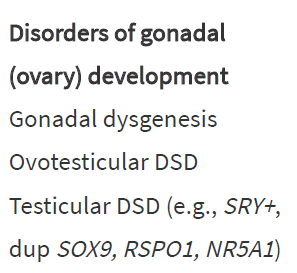 Disorders of gonadal
(ovary) development
Gonadal dysgenesis
Ovotesticular DSD
Testicular DSD (e.g., SRY+,
dup SOX9, RSPO1, NR5A1)